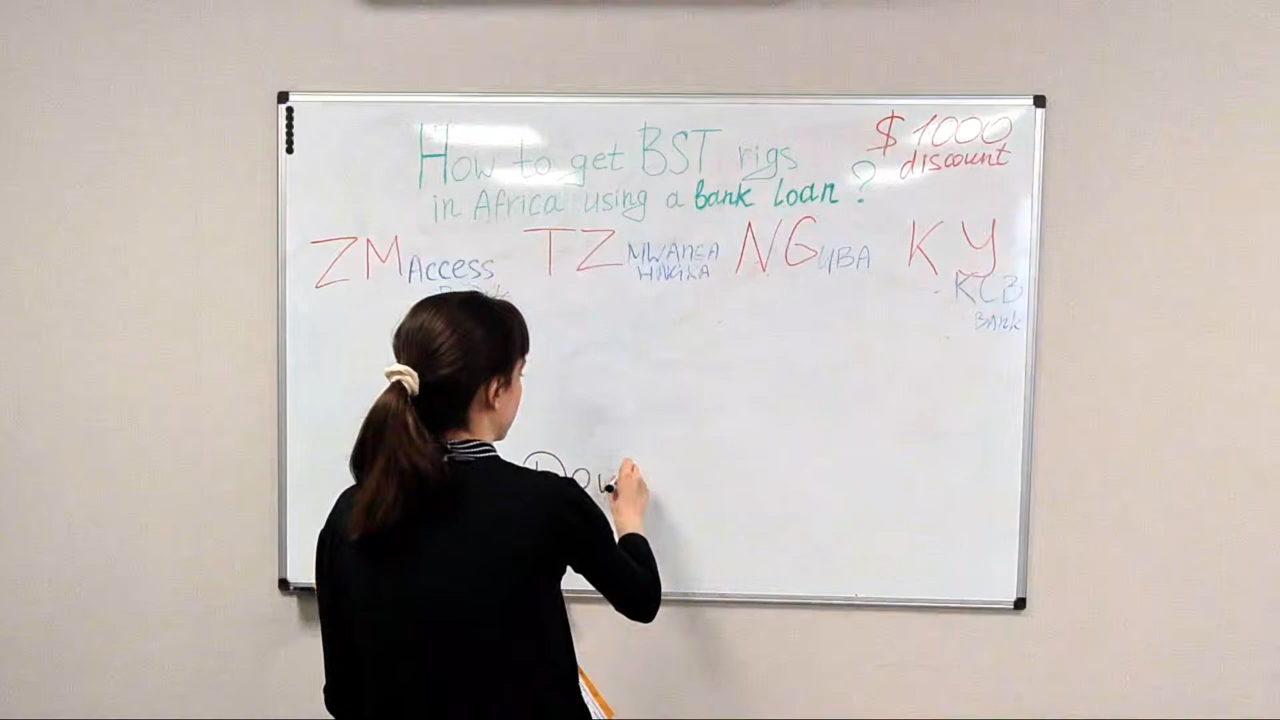 How to get BST rigs
in Africa using a bank loan?
$1000
discount
ZM Access
TZ MWANGA
HAKIKA
NG UBA
KY
KCB
BANK
Dow